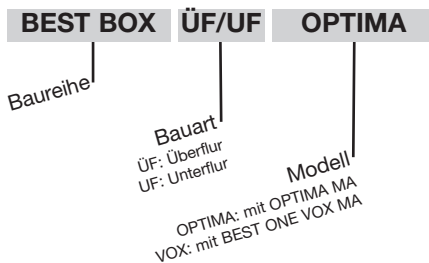 BEST BOX ÜF/UF OPTIMA
Baureihe
Bauart
ÜF: Überflur
UF: Unterflur
Modell
OPTIMA: mit OPTIMA MA
VOX: mit BEST ONE VOX MA